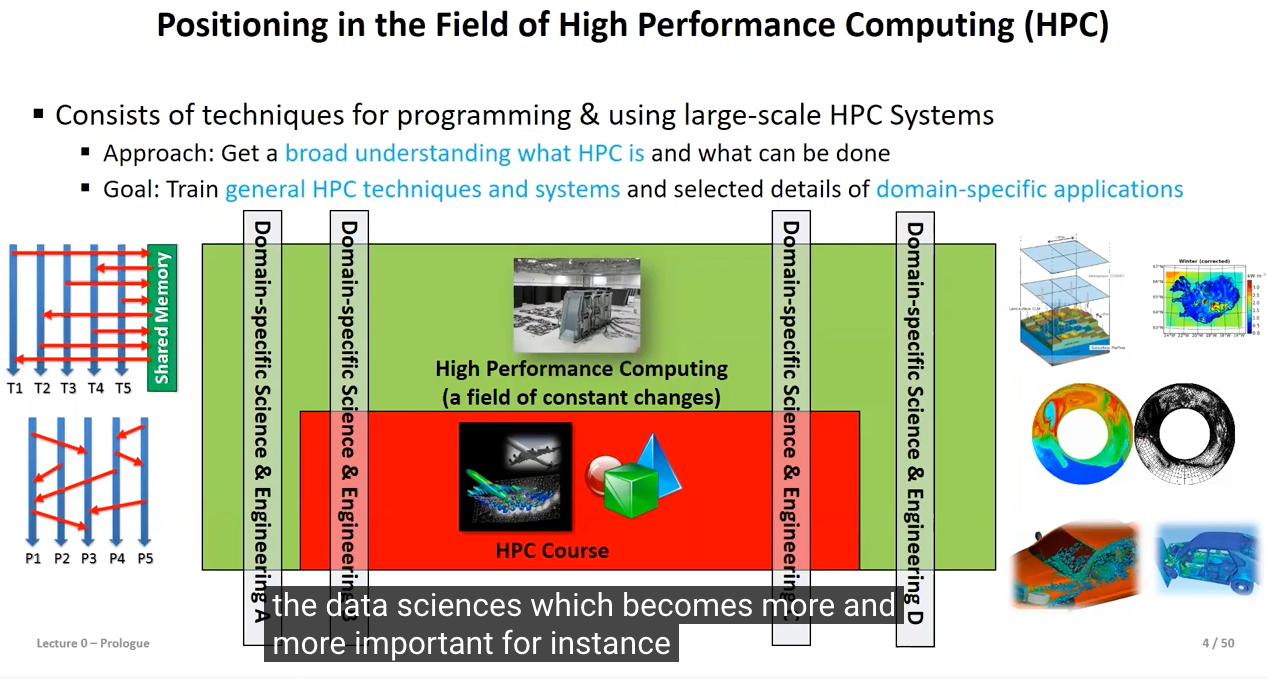 Positioning in the Field of High Performance Computing (HPC)
▪ Consists of techniques for programming & using large-scale HPC Systems
▪ Approach: Get a broad understanding what HPC is and what can be done
▪ Goal: Train general HPC techniques and systems and selected details of domain-specific applications
Shared Memory
T1 T2 T3 T4 T5
P1 P2 P3 P4 P5
Domain-specific Science & Engineering A
Domain-specific Science & Engineering
High Performance Computing
(a field of constant changes)
HPC Course
Domain-specific Science & Engineering
Domain-specific Science & Engineering D
Winter (corrected)
the data sciences which becomes more and
more important for instance
Lecture 0 – Prologue
4 / 50